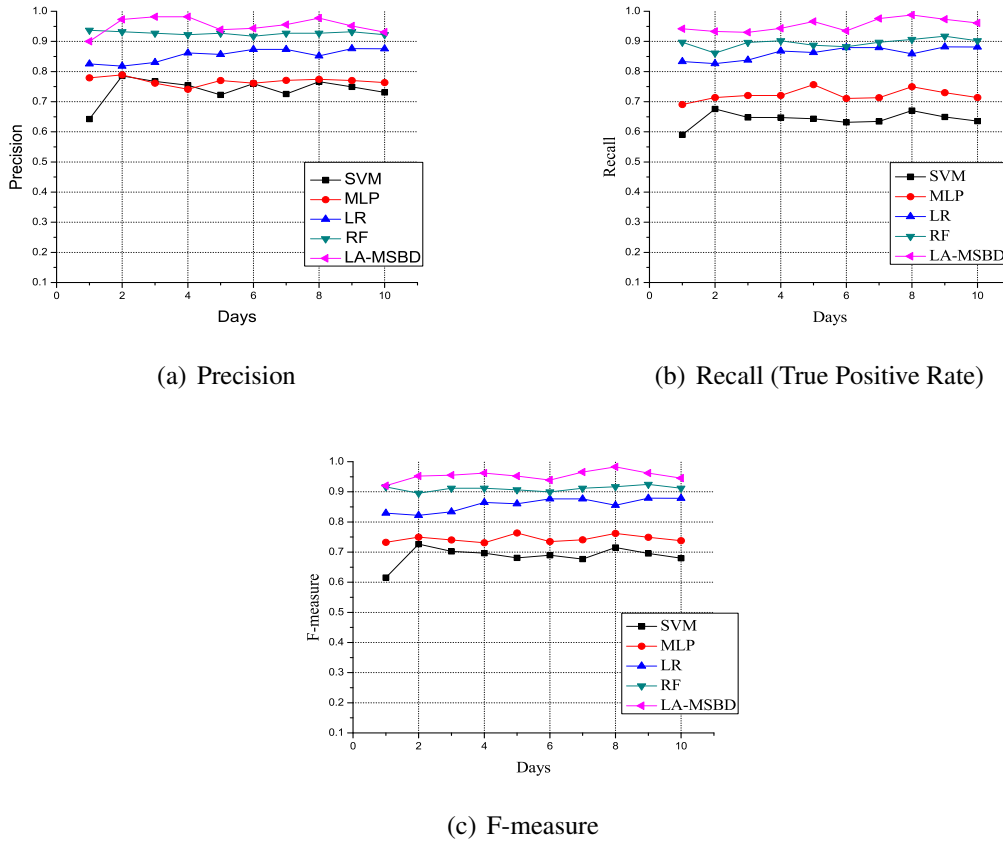 1.0
0.9
0.8
0.7
0.6
0.5
0.4
0.3
0.2
0.1
0 2 4 6 8 10
Precision
Days
SVM
MLP
LR
RF
LA-MSBD
(a) Precision
1.0
0.9
0.8
0.7
0.6
0.5
0.4
0.3
0.2
0.1
0 2 4 6 8 10
Recall
Days
SVM
MLP
LR
RF
LA-MSBD
(b) Recall (True Positive Rate)
1.0
0.9
0.8
0.7
0.6
0.5
0.4
0.3
0.2
0.1
0 2 4 6 8 10
F-measure
Days
SVM
MLP
LR
RF
LA-MSBD
(c) F-measure